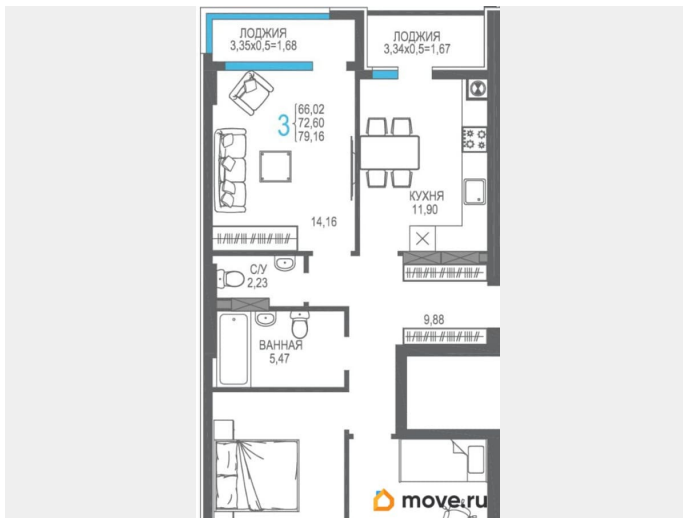 ЛОДЖИЯ
3,35х0,5=1,68
ЛОДЖИЯ
3,34х0,5=1,67
3
66,02
72,60
79,16
КУХНЯ
11,90
14,16
С/У
2,23
9,88
ВАННАЯ
5,47
move.ru